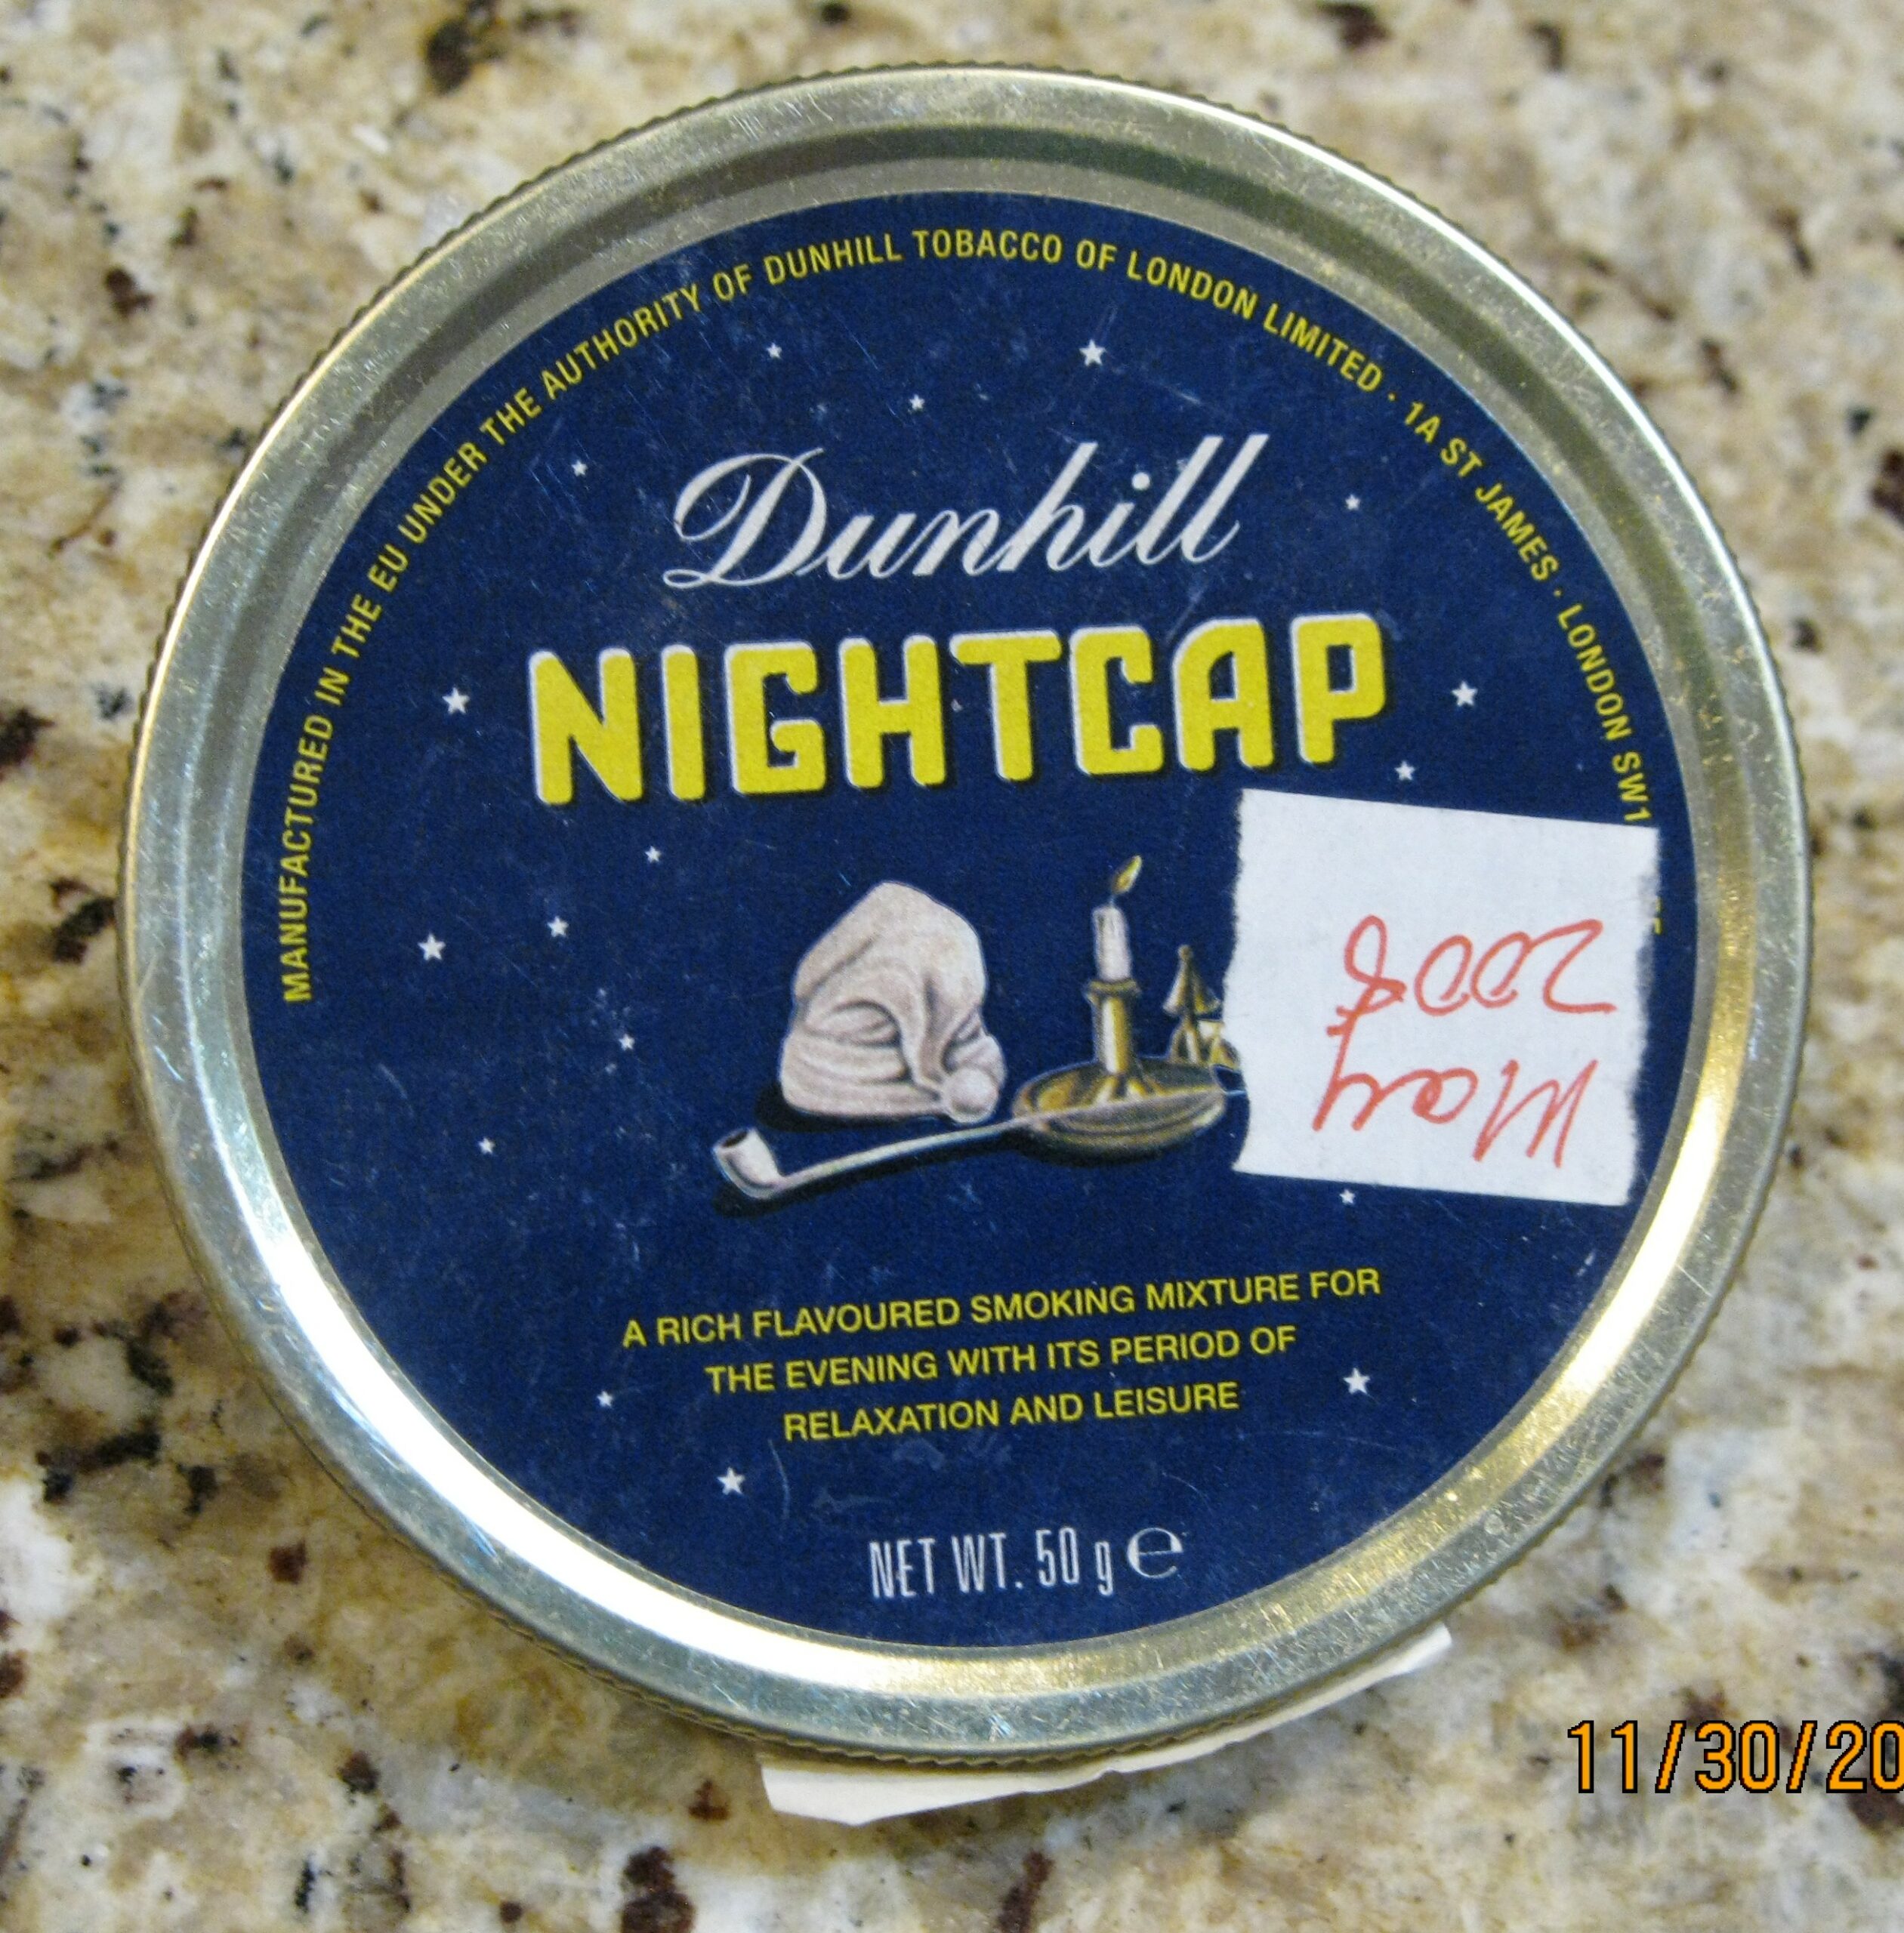 MANUFACTURED IN THE EU UNDER THE AUTHORITY OF DUNHILL TOBACCO OF LONDON LIMITED · 1A ST JAMES · LONDON SW1
Dunhill
NIGHTCAP
May
2008
A RICH FLAVOURED SMOKING MIXTURE FOR
THE EVENING WITH ITS PERIOD OF
RELAXATION AND LEISURE
NET WT. 50 g ℮
11/30/20